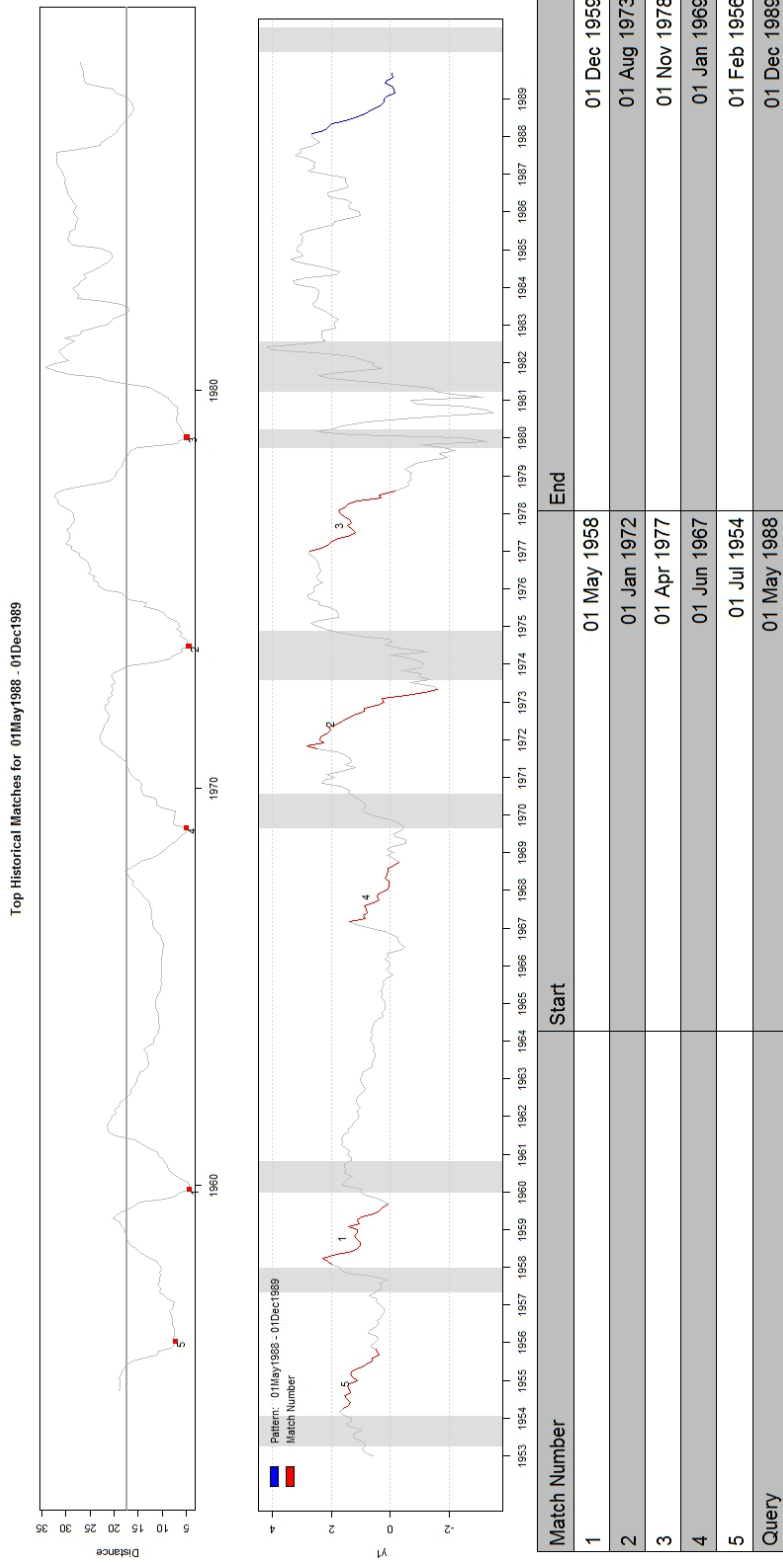 Top Historical Matches for 01May1988 - 01Dec1989
Distance
35
30
25
20
15
10
5
5
1
4
2
3
1960
1970
1980
y1
4
2
0
-2
Pattern: 01May1988 - 01Dec1989
Match Number
5
1
4
2
3
1953 1954 1955 1956 1957 1958 1959 1960 1961 1962 1963 1964 1965 1966 1967 1968 1969 1970 1971 1972 1973 1974 1975 1976 1977 1978 1979 1980 1981 1982 1983 1984 1985 1986 1987 1988 1989
Match Number Start End
1 01 May 1958 01 Dec 1959
2 01 Jan 1972 01 Aug 1973
3 01 Apr 1977 01 Nov 1978
4 01 Jun 1967 01 Jan 1969
5 01 Jul 1954 01 Feb 1956
Query 01 May 1988 01 Dec 1989